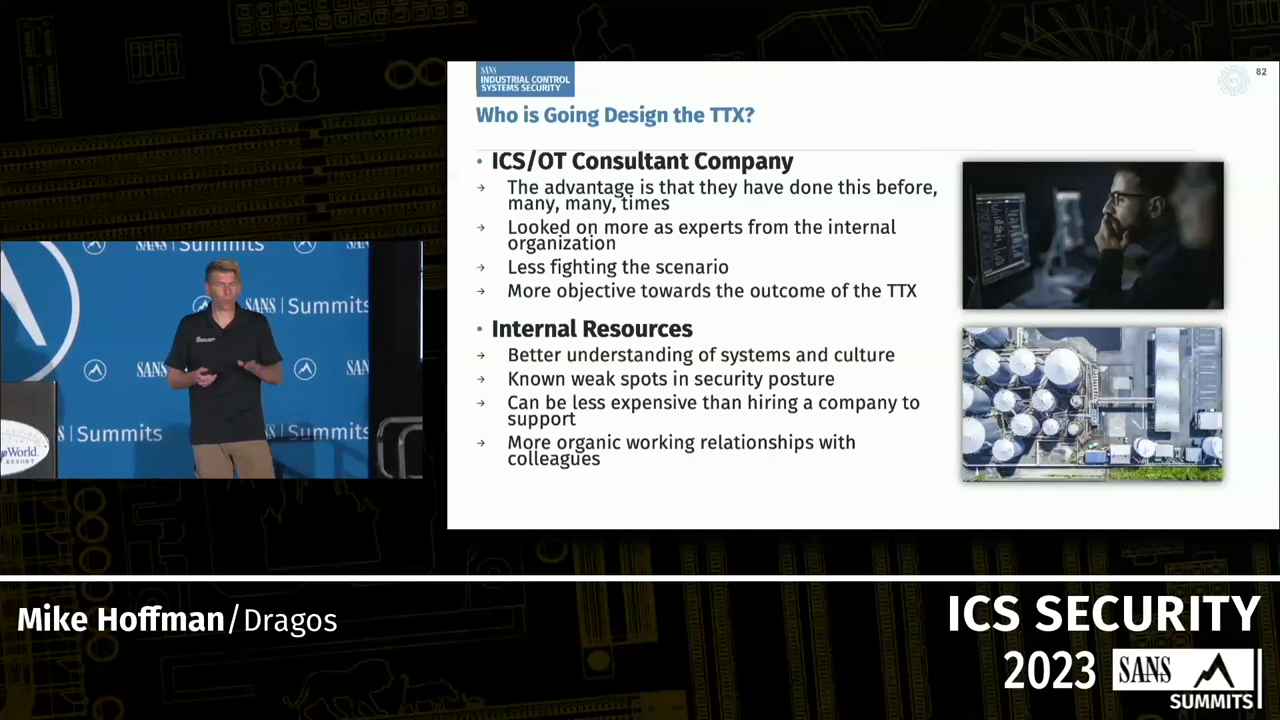 SANS
INDUSTRIAL CONTROL
SYSTEMS SECURITY
ICS
82
Who is Going Design the TTX?
• ICS/OT Consultant Company
→ The advantage is that they have done this before,
many, many, times
→ Looked on more as experts from the internal
organization
→ Less fighting the scenario
→ More objective towards the outcome of the TTX
• Internal Resources
→ Better understanding of systems and culture
→ Known weak spots in security posture
→ Can be less expensive than hiring a company to
support
→ More organic working relationships with
colleagues
SANS Summits
SANS | Summits
SANS
SANS
Summits
Summits
World
RESORT
Mike Hoffman/Dragos
ICS SECURITY
2023 SANS
SUMMITS